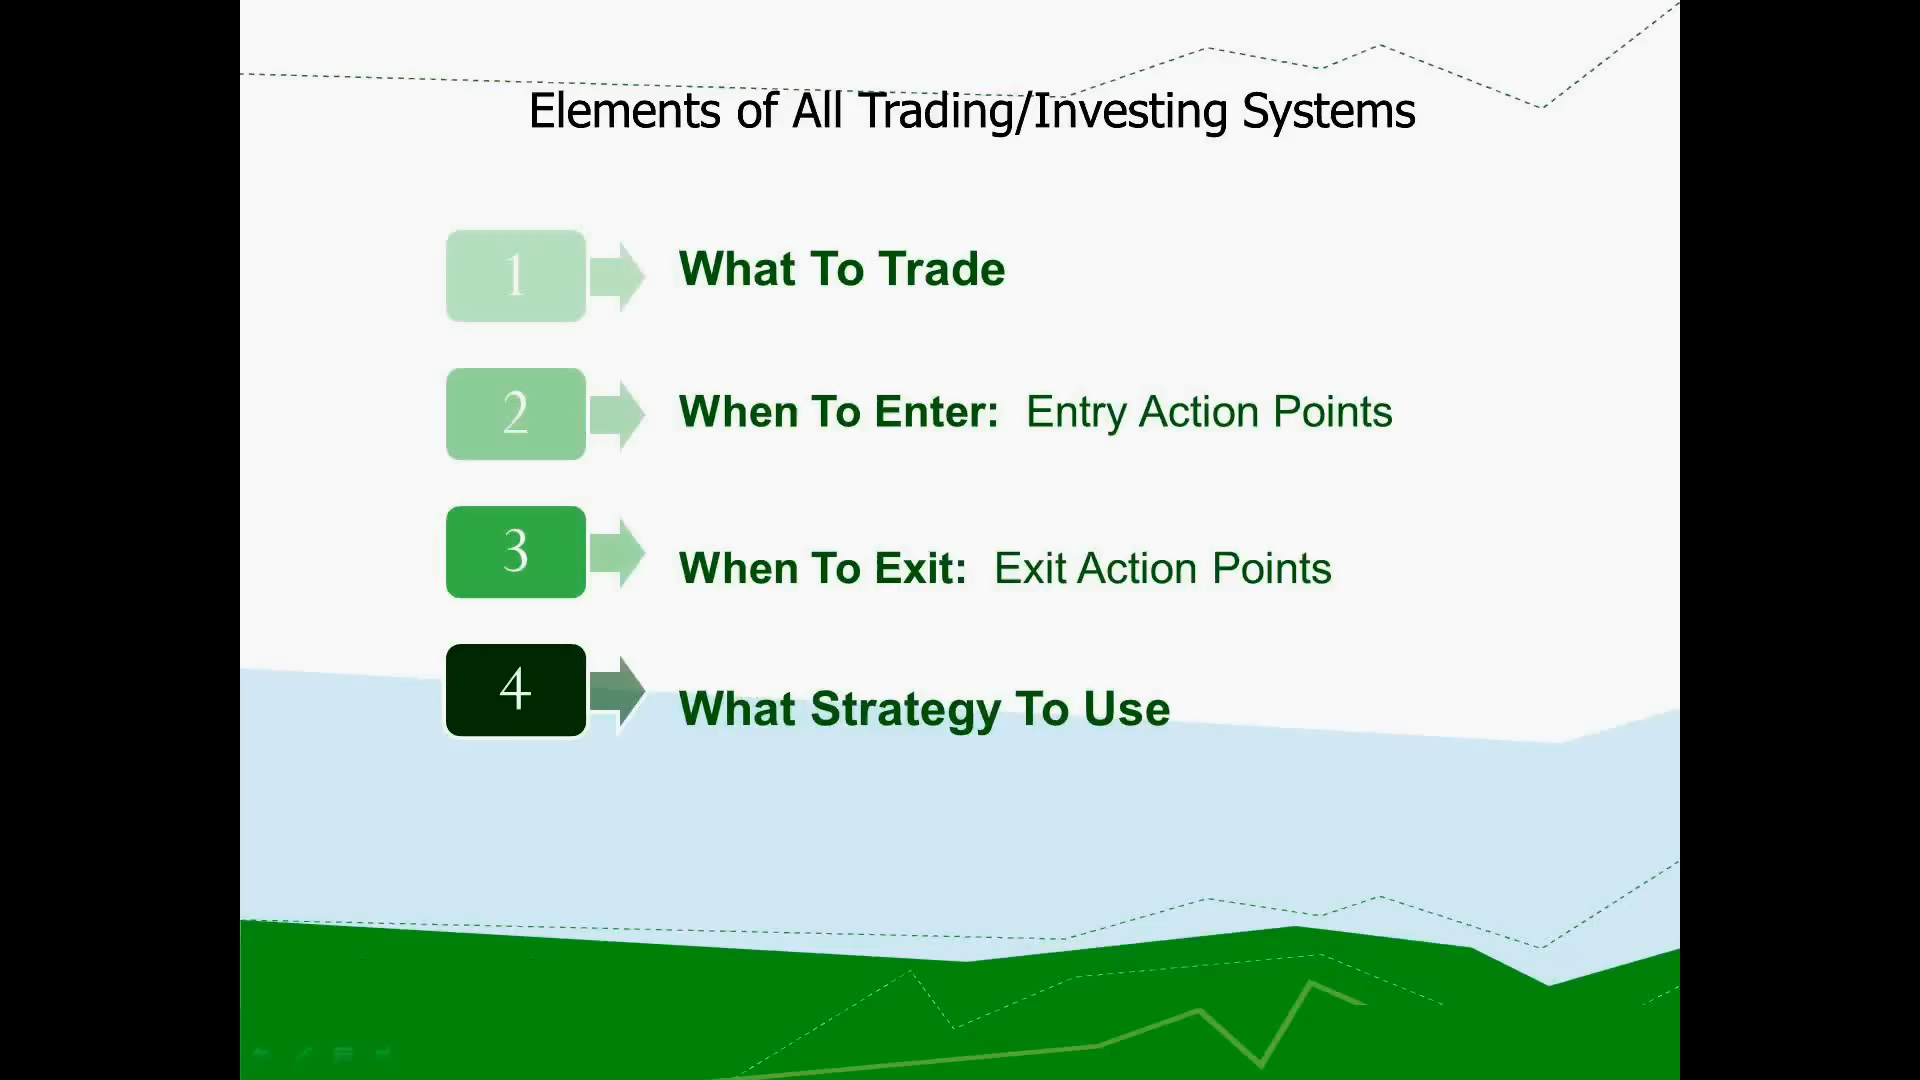 Elements of All Trading/Investing Systems
1 What To Trade
2 When To Enter: Entry Action Points
3 When To Exit: Exit Action Points
4 What Strategy To Use